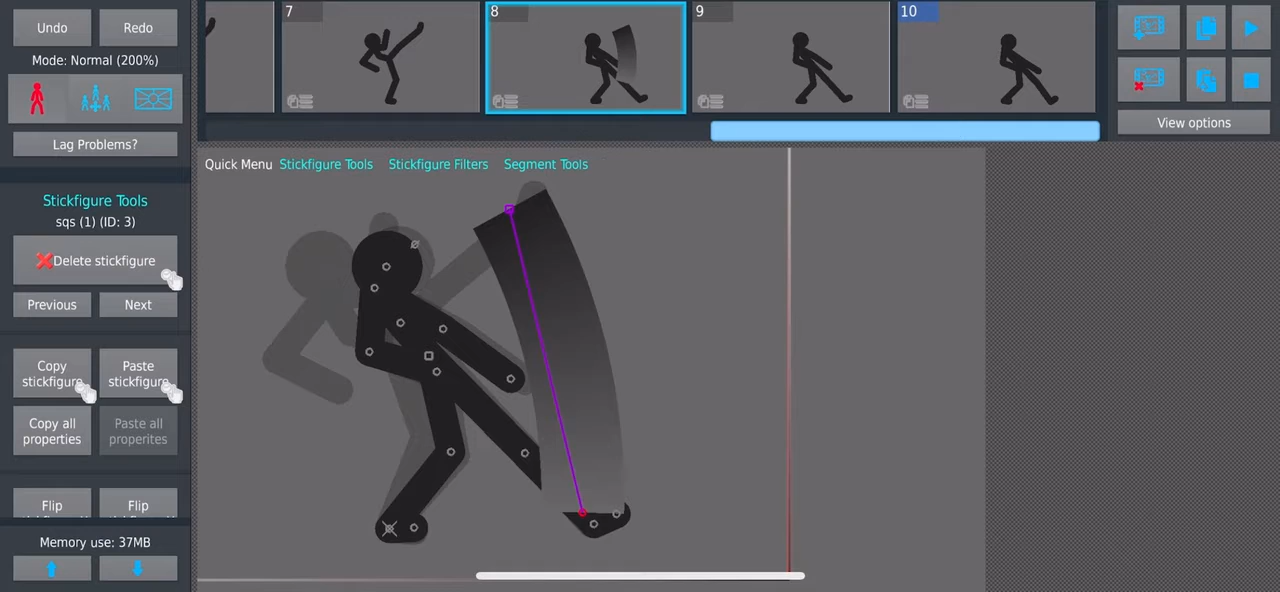 Undo
Redo
Mode: Normal (200%)
Lag Problems?
Stickfigure Tools
sqs (1) (ID: 3)
❌Delete stickfigure
Previous
Next
Copy
stickfigure
Paste
stickfigure
Copy all
properties
Paste all
properites
Flip
Flip
Memory use: 37MB
7
8
9
10
View options
Quick Menu Stickfigure Tools Stickfigure Filters Segment Tools